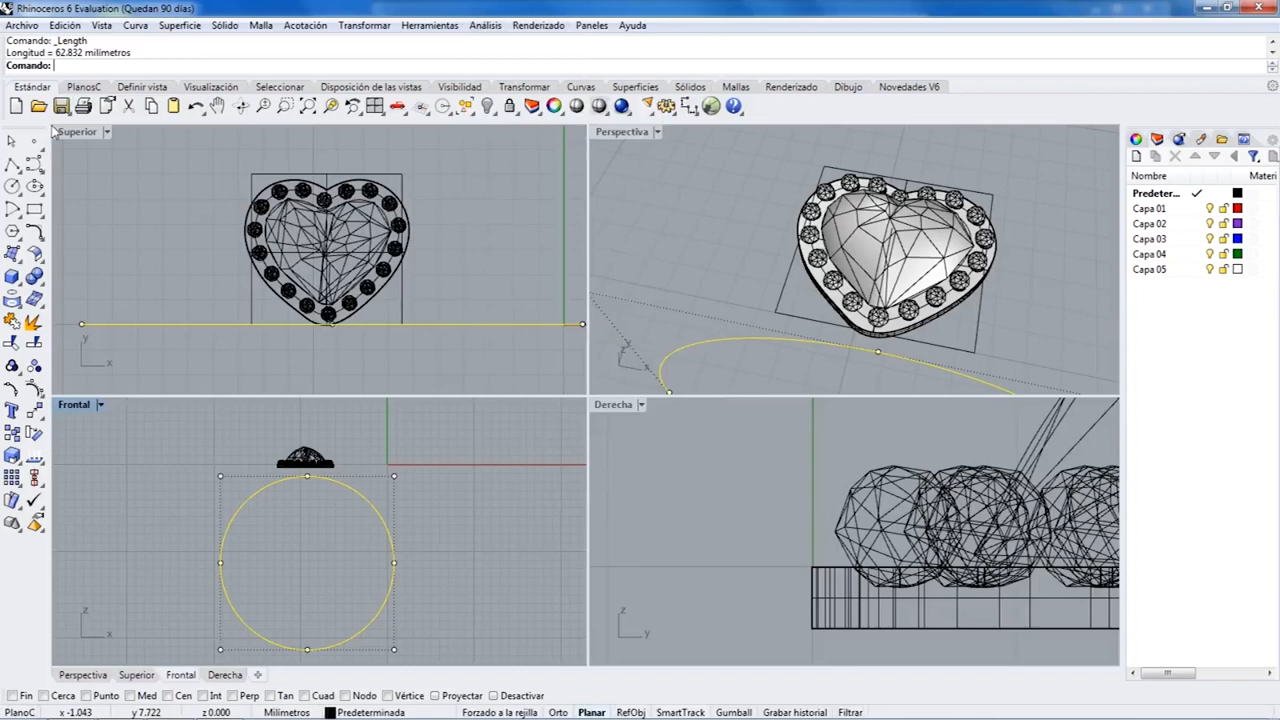 Rhinoceros 6 Evaluation (Quedan 90 días)
Archivo Edición Vista Curva Superficie Sólido Malla Acotación Transformar Herramientas Análisis Renderizado Paneles Ayuda
Comando: _Length
Longitud = 62.832 milímetros
Comando:
Estándar PlanosC Definir vista Visualización Seleccionar Disposición de las vistas Visibilidad Transformar Curvas Superficies Sólidos Malla Renderizado Dibujo Novedades V6
Superior
Perspectiva
Nombre Materi
Predeter...
Capa 01
Capa 02
Capa 03
Capa 04
Capa 05
y
x
z
x
Frontal
Derecha
z
x
z
y
Perspectiva Superior Frontal Derecha
Fin Cerca Punto Med Cen Int Perp Tan Cuad Nodo Vértice Proyectar Desactivar
PlanoC x -1.043 y 7.722 z 0.000 Milímetros Predeterminada Forzado a la rejilla Orto Planar RefObj SmartTrack Gumball Grabar historial Filtrar